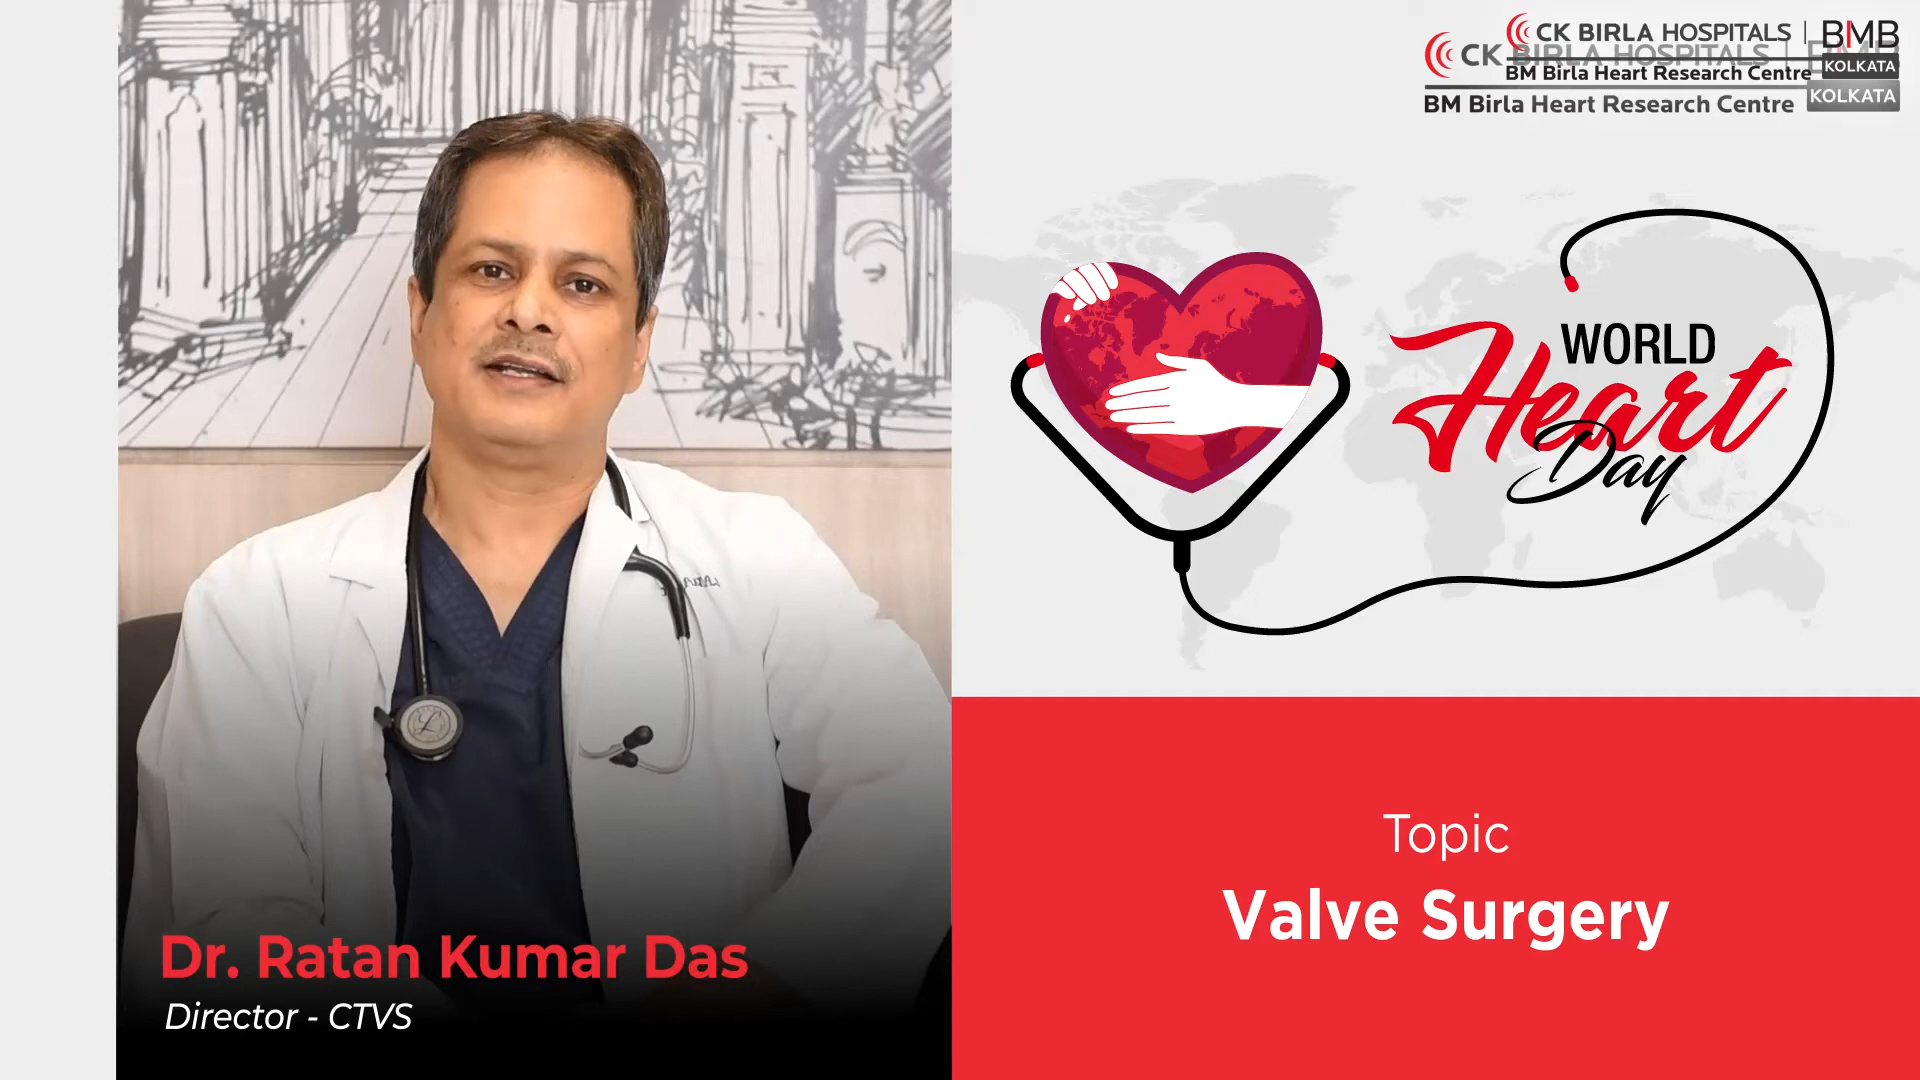 CK BIRLA HOSPITALS | BMB
BM Birla Heart Research Centre KOLKATA
CK BIRLA HOSPITALS | BMB
BM Birla Heart Research Centre KOLKATA
WORLD
Heart
Day
Topic
Valve Surgery
Dr. Ratan Kumar Das
Director - CTVS